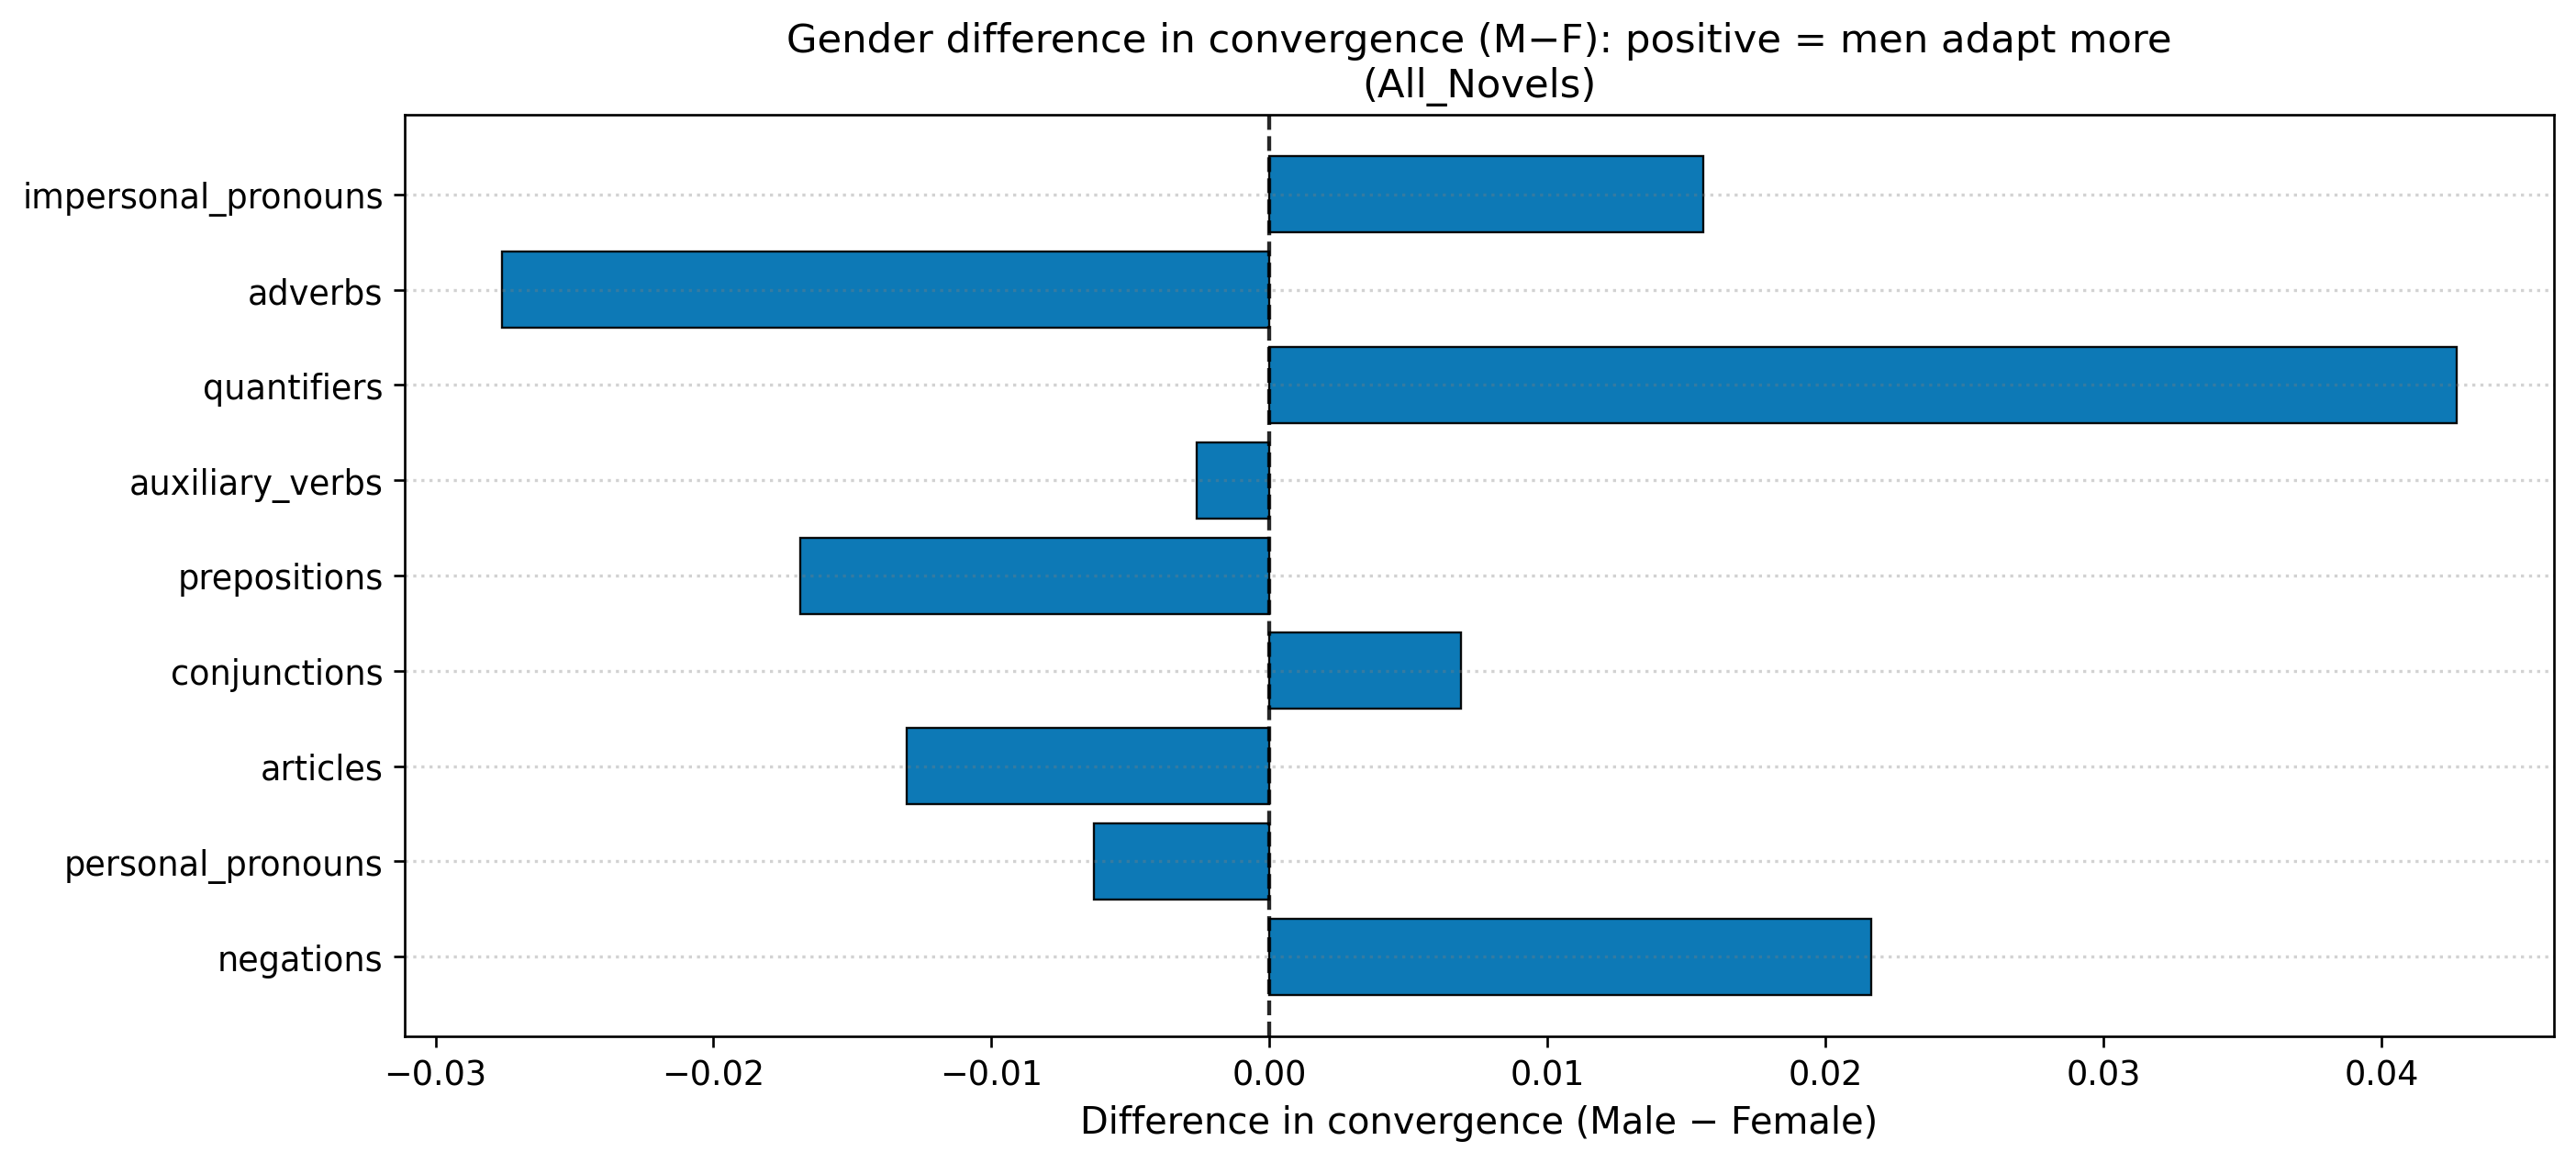 Gender difference in convergence (M−F): positive = men adapt more
(All_Novels)
impersonal_pronouns
adverbs
quantifiers
auxiliary_verbs
prepositions
conjunctions
articles
personal_pronouns
negations
−0.03 −0.02 −0.01 0.00 0.01 0.02 0.03 0.04
Difference in convergence (Male − Female)